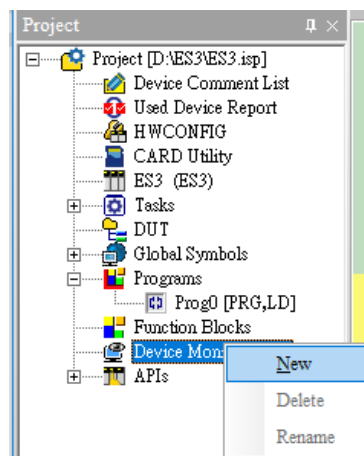 Project
Project [D:\ES3\ES3.isp]
Device Comment List
Used Device Report
HWCONFIG
CARD Utility
ES3 (ES3)
Tasks
DUT
Global Symbols
Programs
Prog0 [PRG,LD]
Function Blocks
Device Mon
New
APIs
Delete
Rename